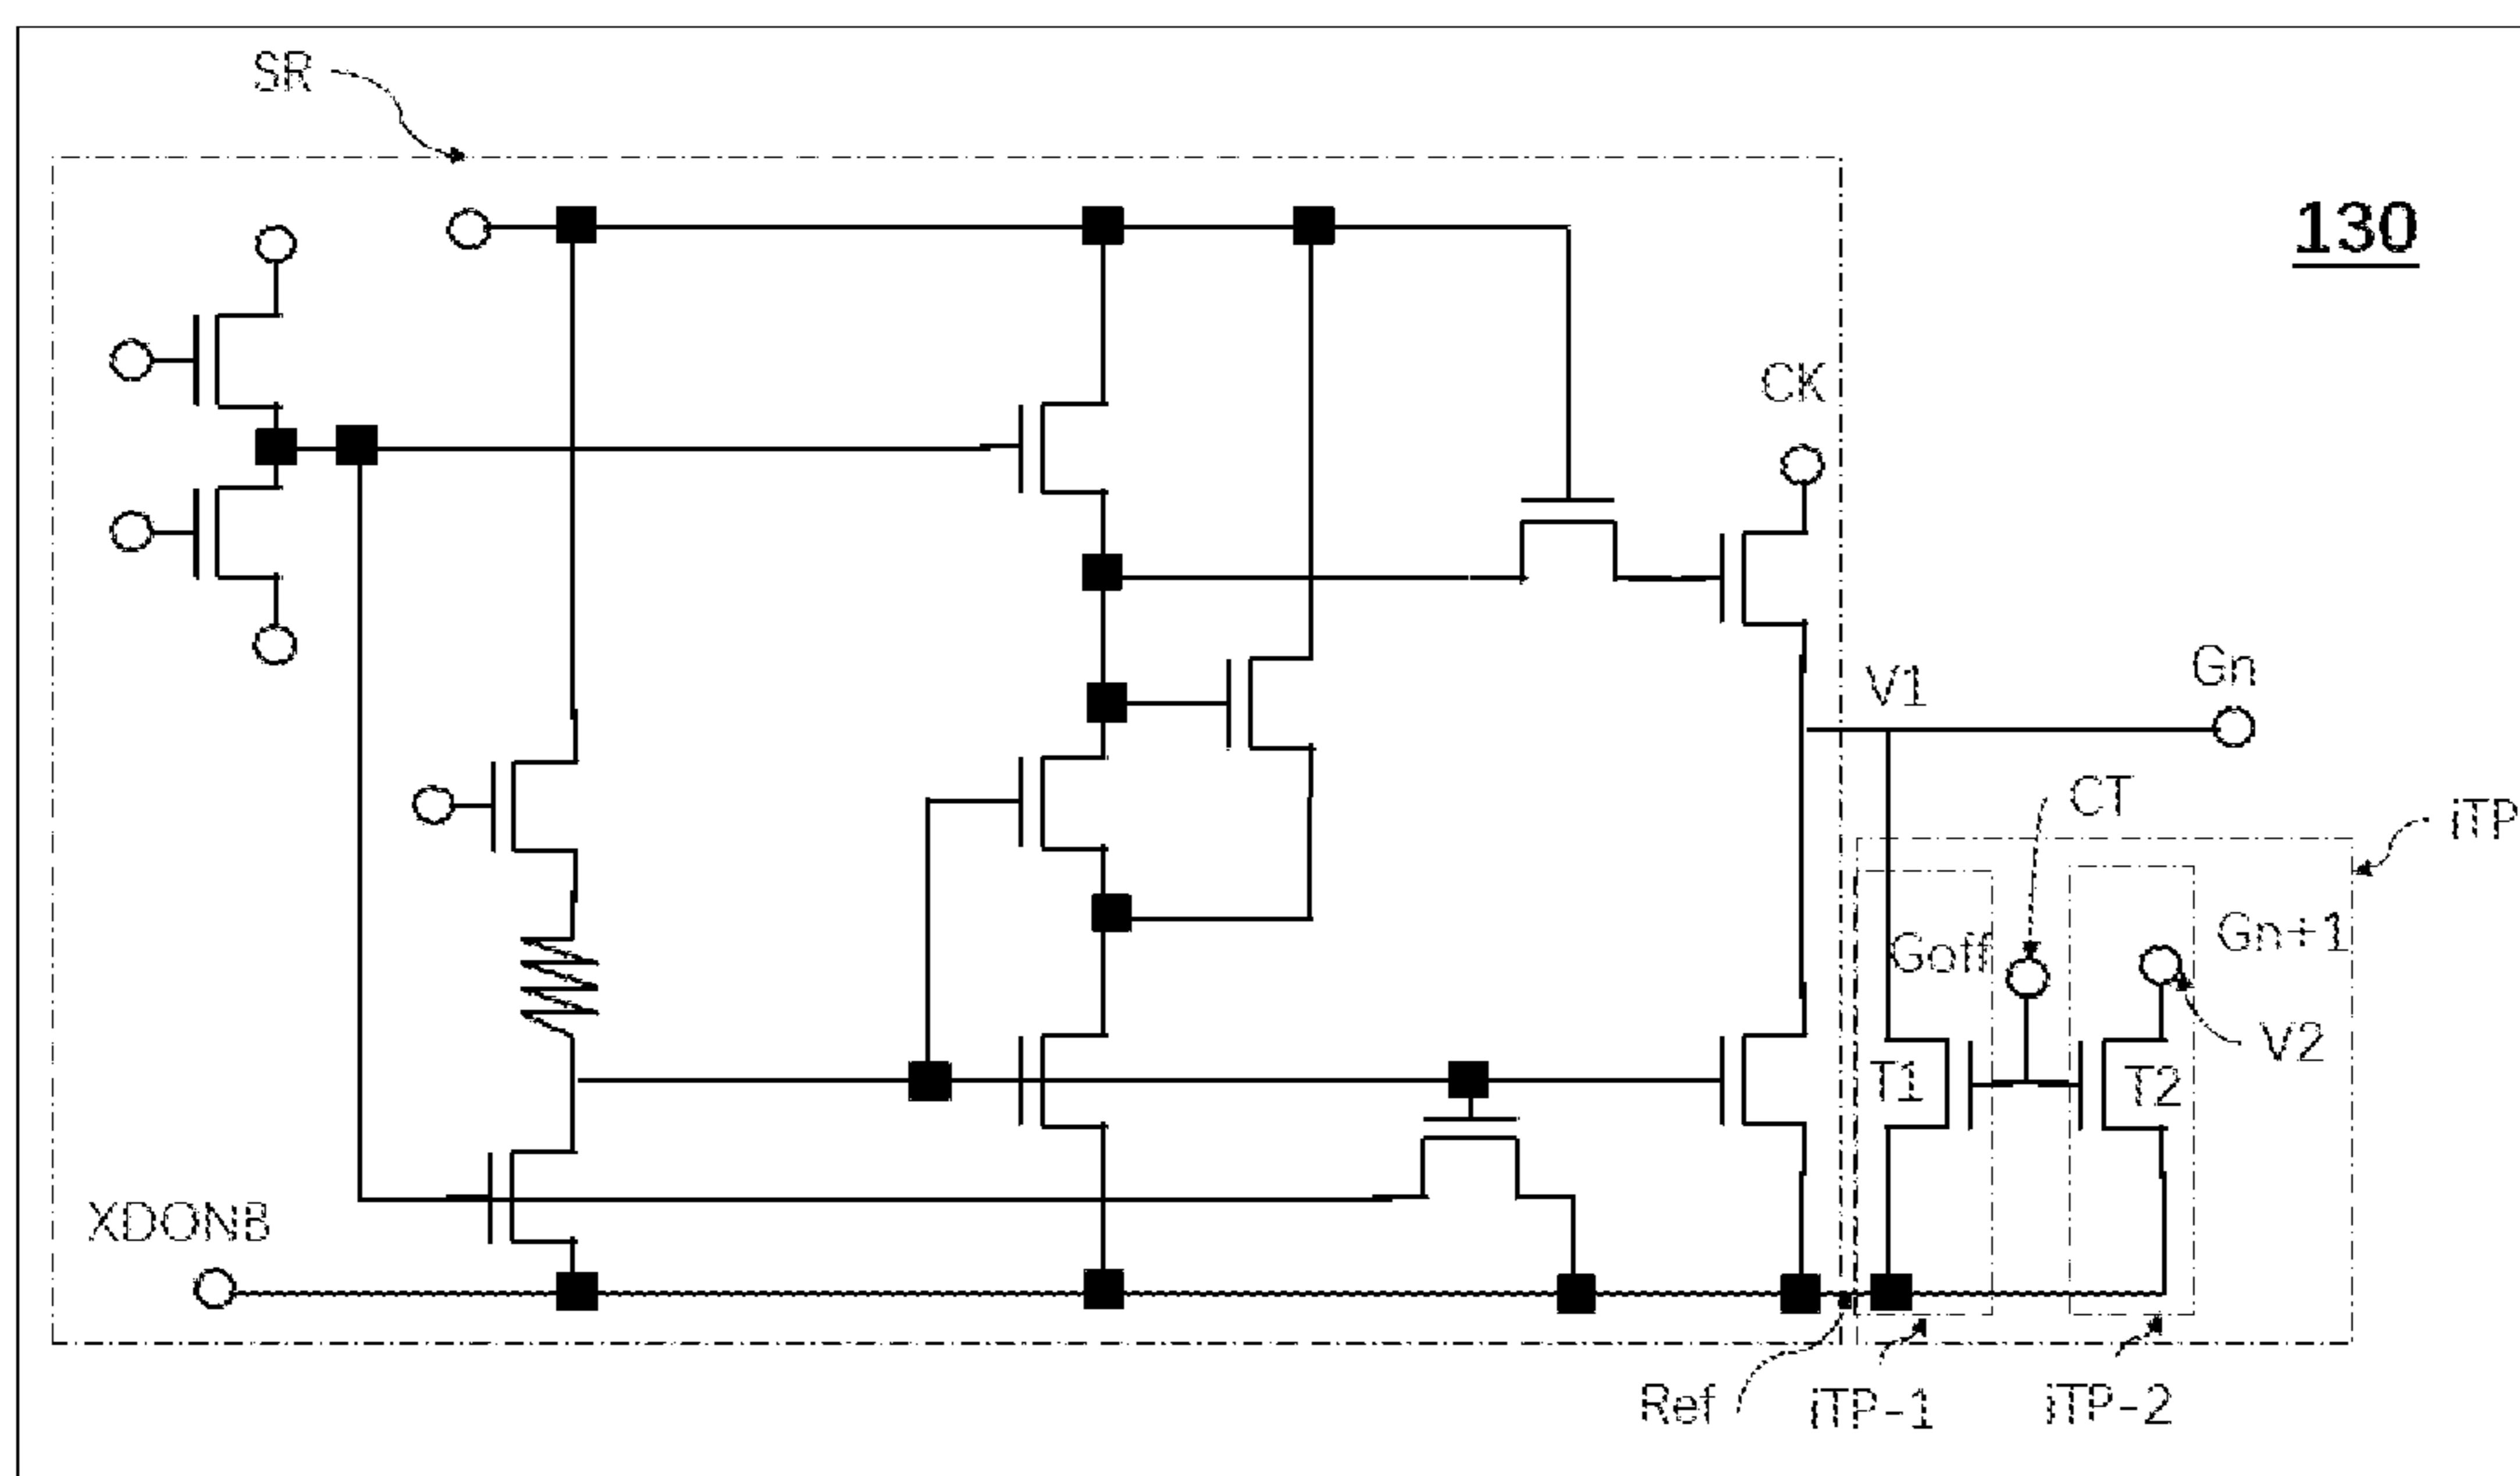 SR
130
CK
V1
Gn
CT
iTP
Goff
Gn+1
V2
T1
T2
XDONB
Ref
iTP-1
iTP-2